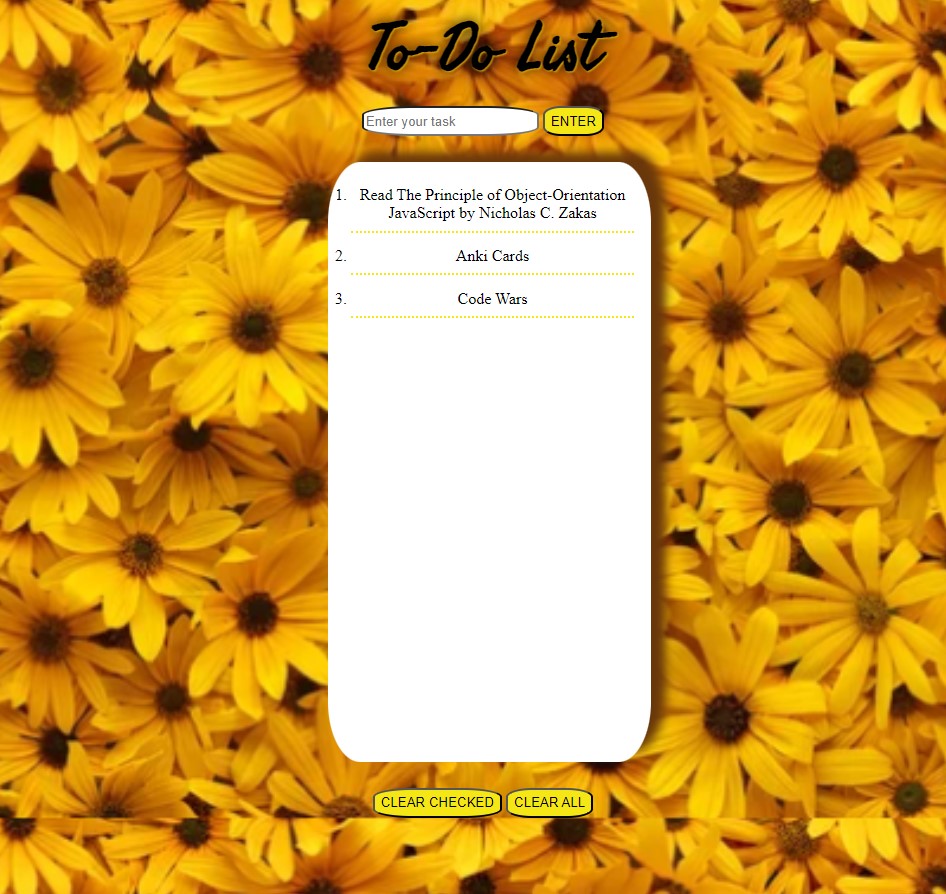 To-Do List
Enter your task
ENTER
1. Read The Principle of Object-Orientation
JavaScript by Nicholas C. Zakas
2. Anki Cards
3. Code Wars
CLEAR CHECKED
CLEAR ALL